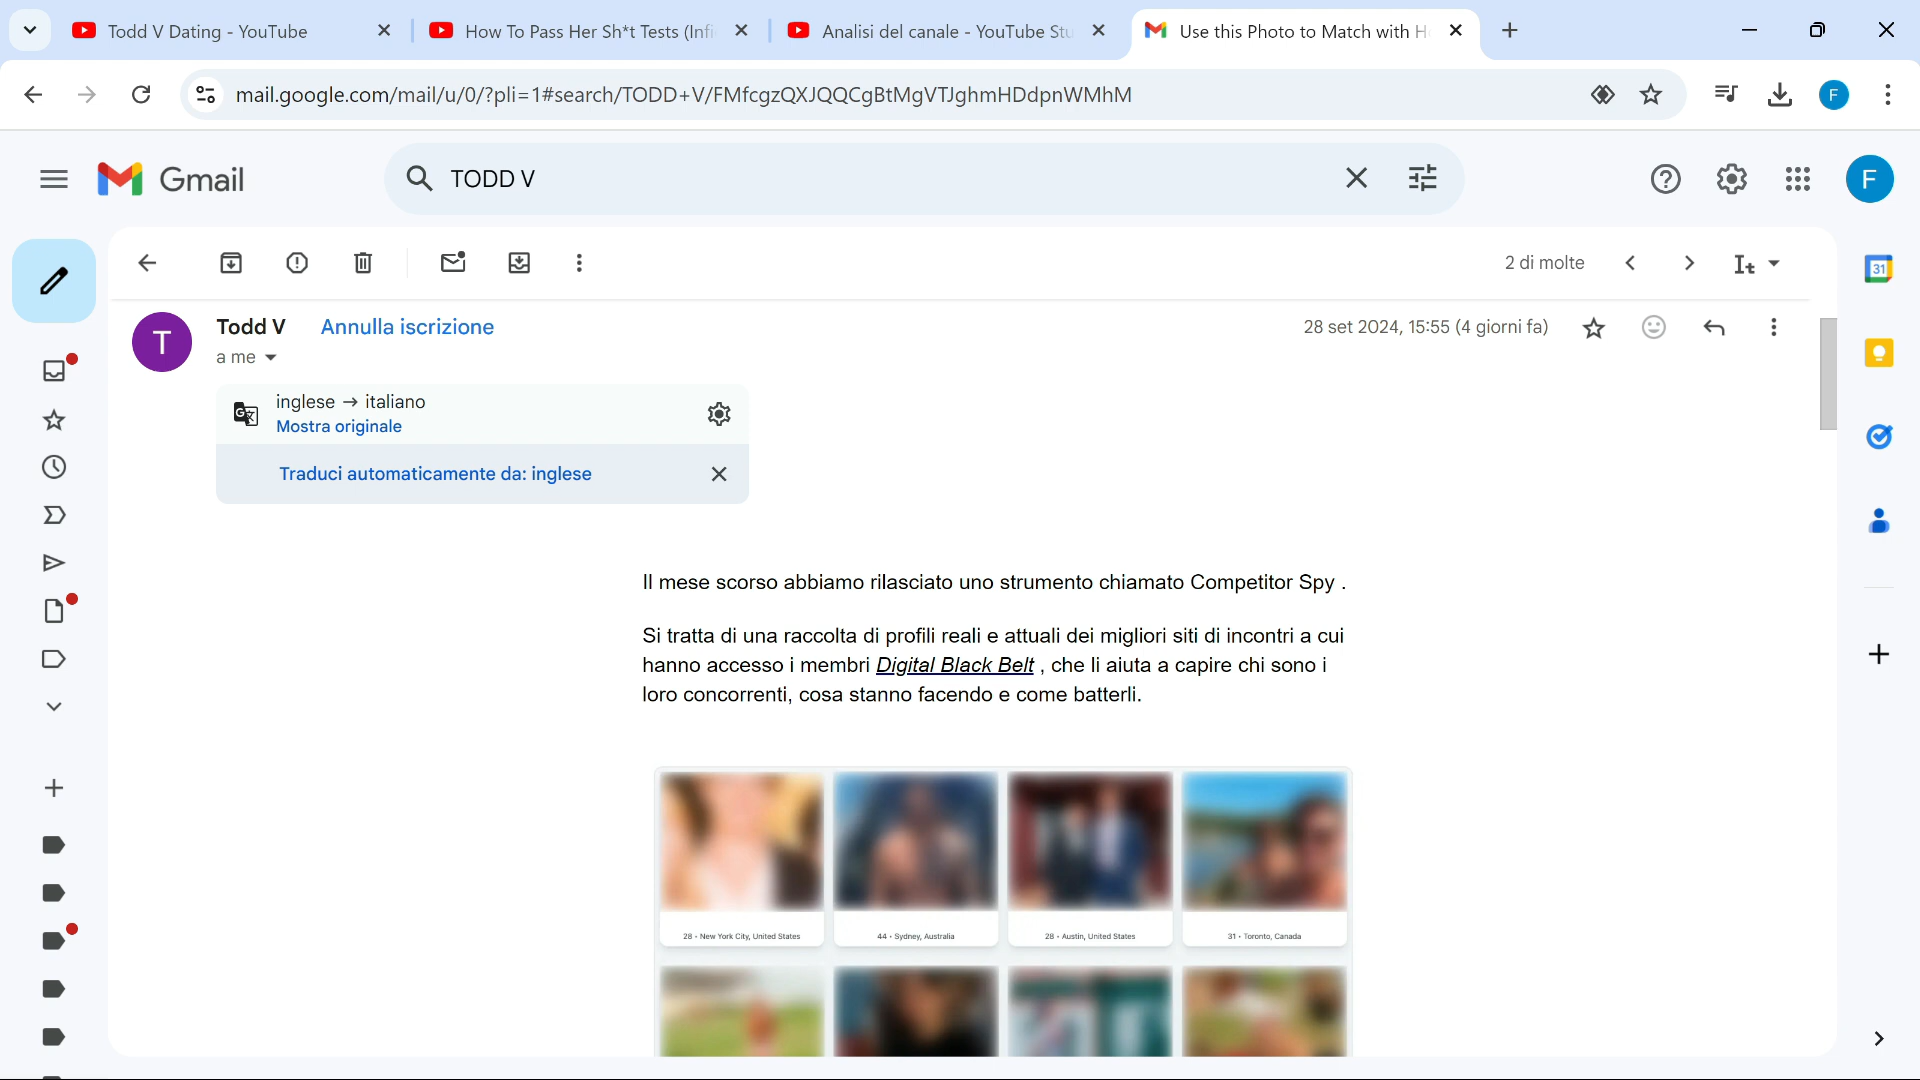 Todd V Dating - YouTube
How To Pass Her Sh*t Tests (Infi
Analisi del canale - YouTube Stu
Use this Photo to Match with H
mail.google.com/mail/u/0/?pli=1#search/TODD+V/FMfcgzQXJQQCgBtMgVTJghmHDdpnWMhM
F
Gmail
TODD V
F
2 di molte
31
T
Todd V
Annulla iscrizione
28 set 2024, 15:55 (4 giorni fa)
a me
inglese → italiano
Mostra originale
Traduci automaticamente da: inglese
Il mese scorso abbiamo rilasciato uno strumento chiamato Competitor Spy .
Si tratta di una raccolta di profili reali e attuali dei migliori siti di incontri a cui
hanno accesso i membri Digital Black Belt , che li aiuta a capire chi sono i
loro concorrenti, cosa stanno facendo e come batterli.
28 • New York City, United States
44 • Sydney, Australia
28 • Austin, United States
31 • Toronto, Canada